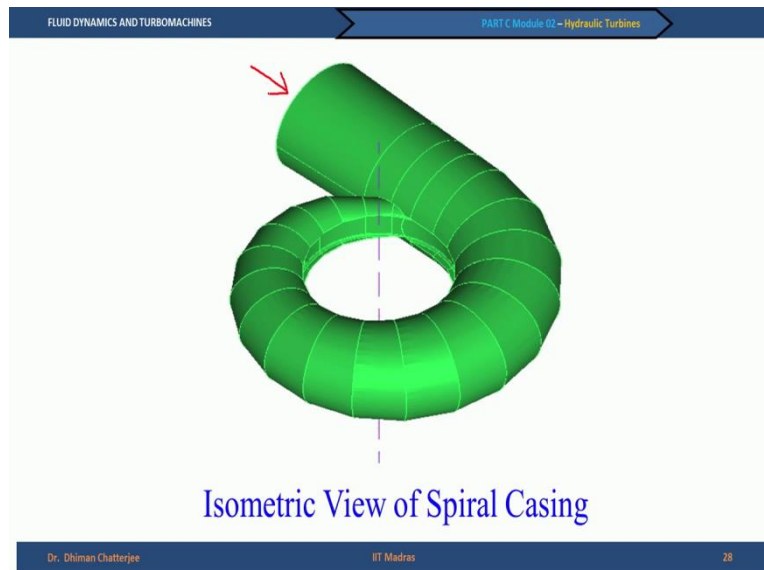 FLUID DYNAMICS AND TURBOMACHINES
PART C Module 02 – Hydraulic Turbines
Isometric View of Spiral Casing
Dr. Dhiman Chatterjee
IIT Madras
28